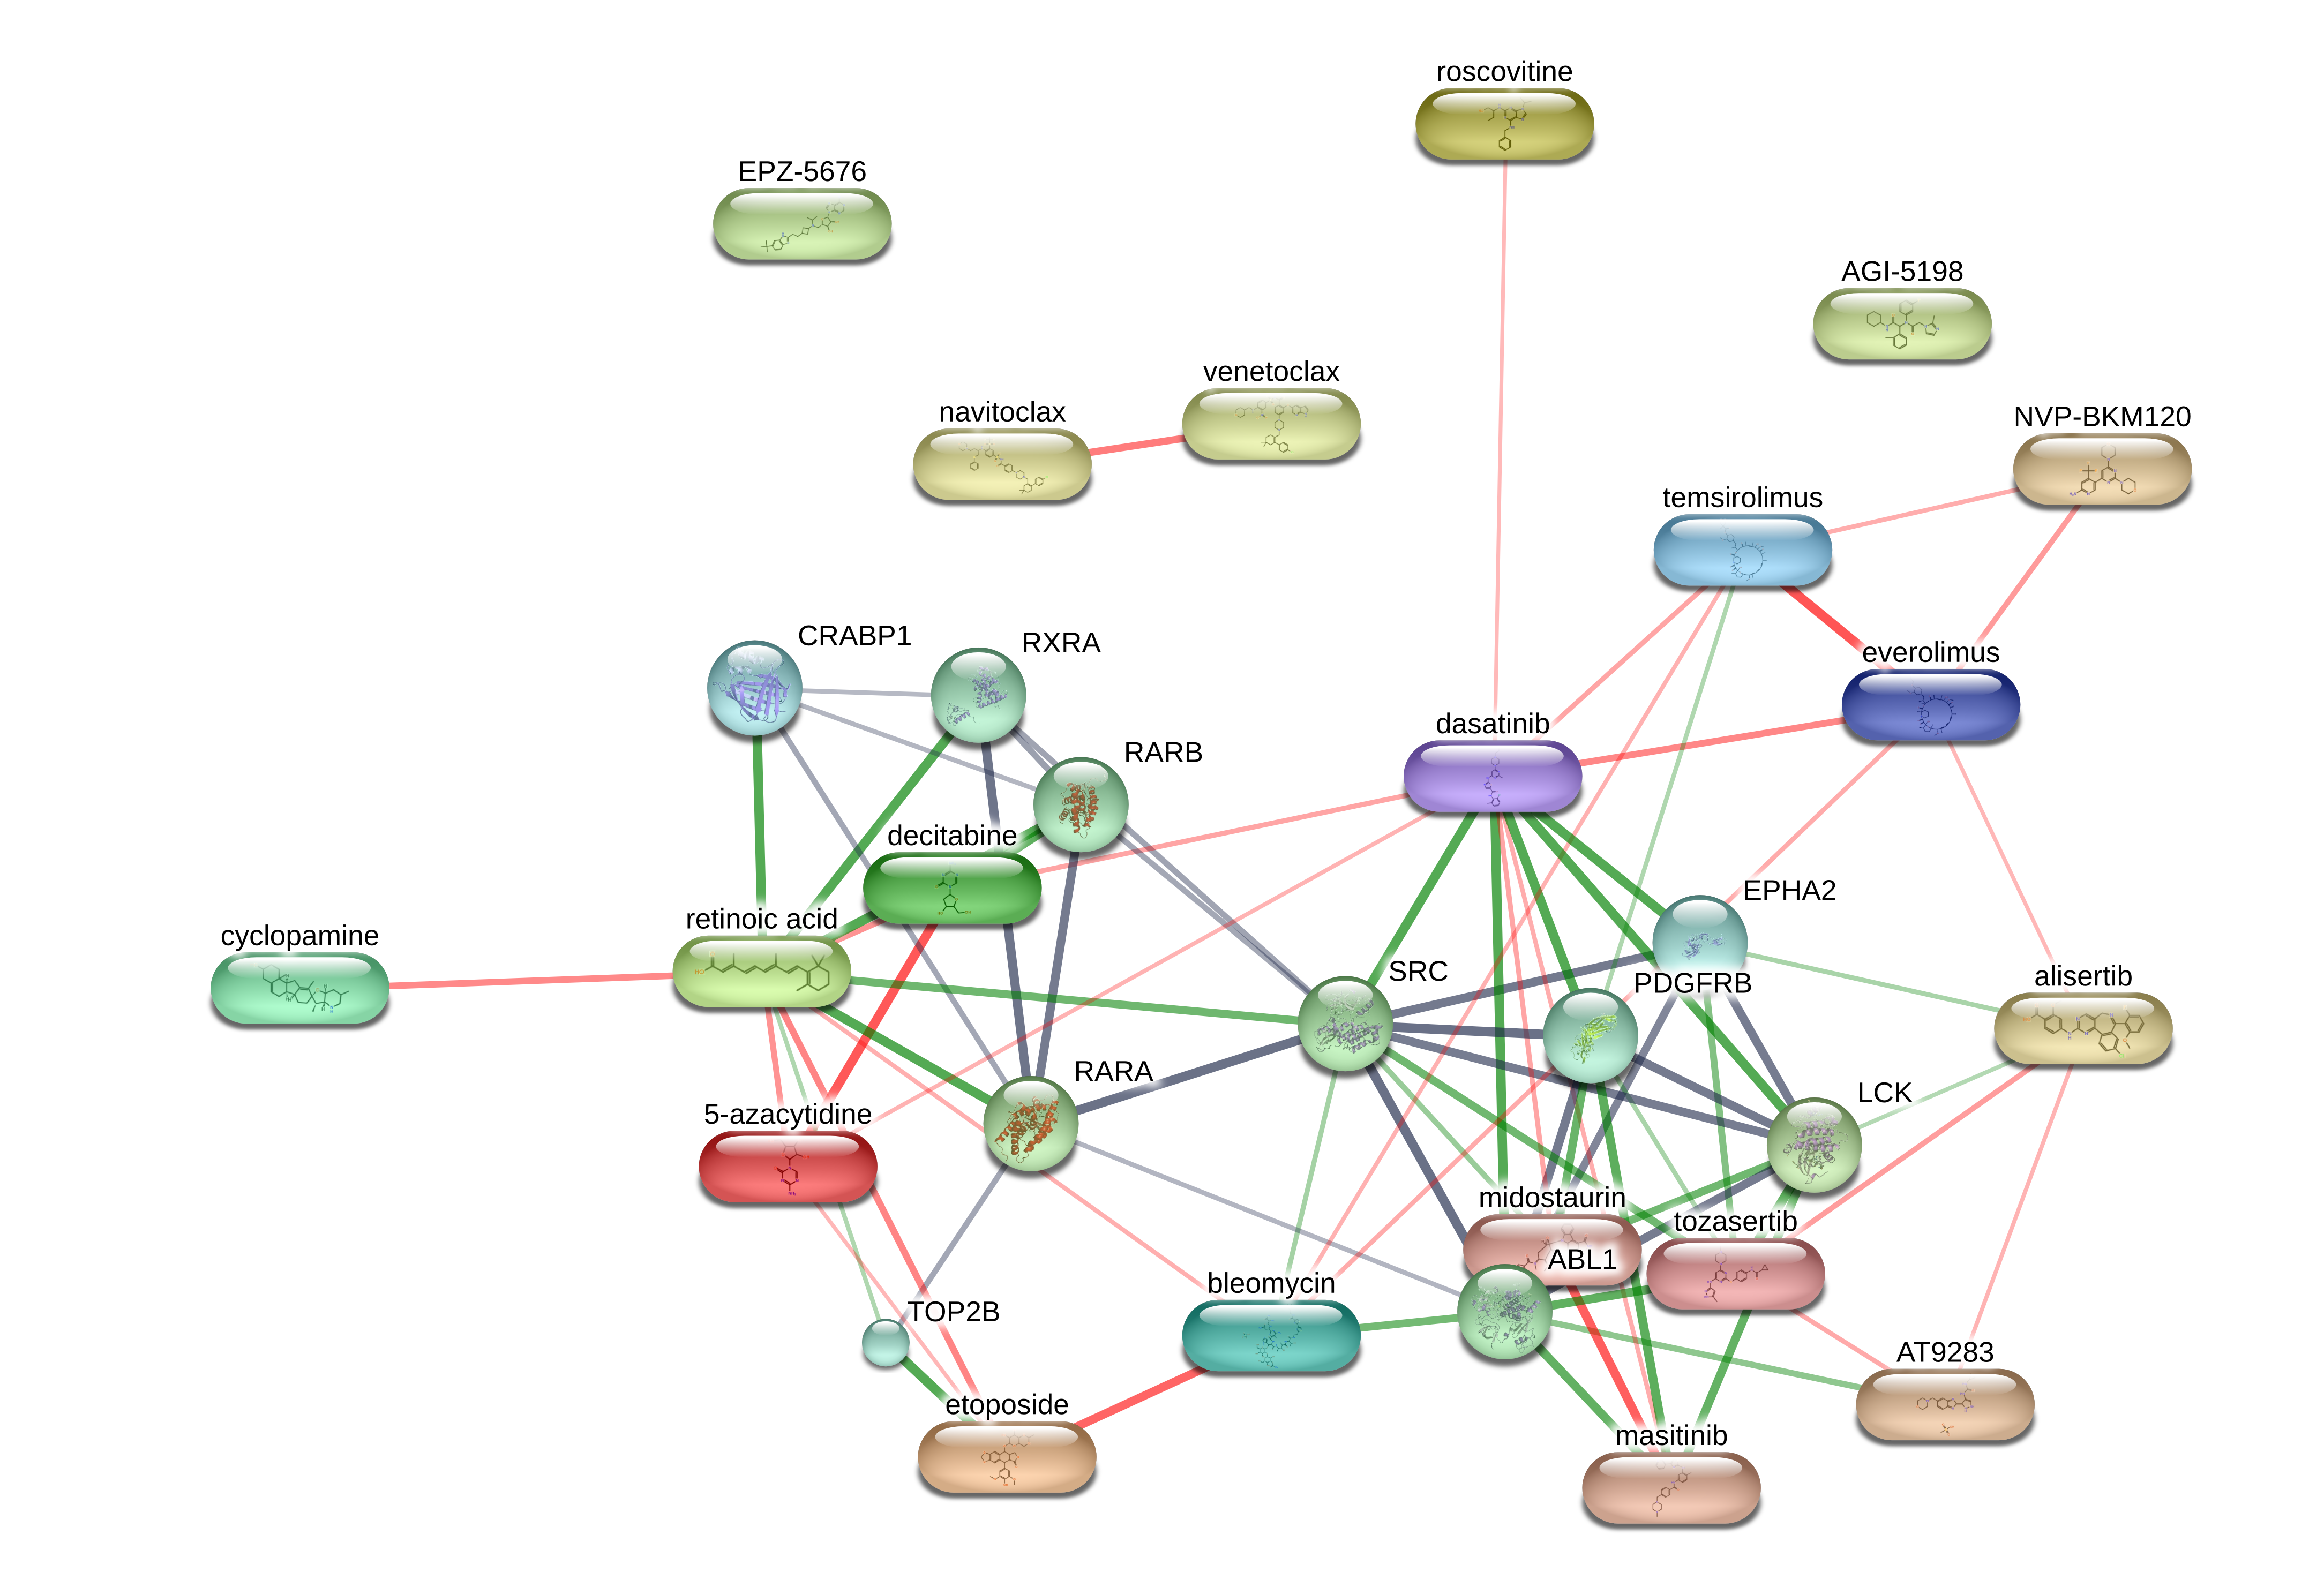 roscovitine
EPZ-5676
AGI-5198
venetoclax
navitoclax
NVP-BKM120
temsirolimus
CRABP1
RXRA
everolimus
dasatinib
RARB
decitabine
EPHA2
retinoic acid
cyclopamine
SRC
PDGFRB
alisertib
RARA
LCK
5-azacytidine
midostaurin
tozasertib
ABL1
bleomycin
TOP2B
AT9283
etoposide
masitinib